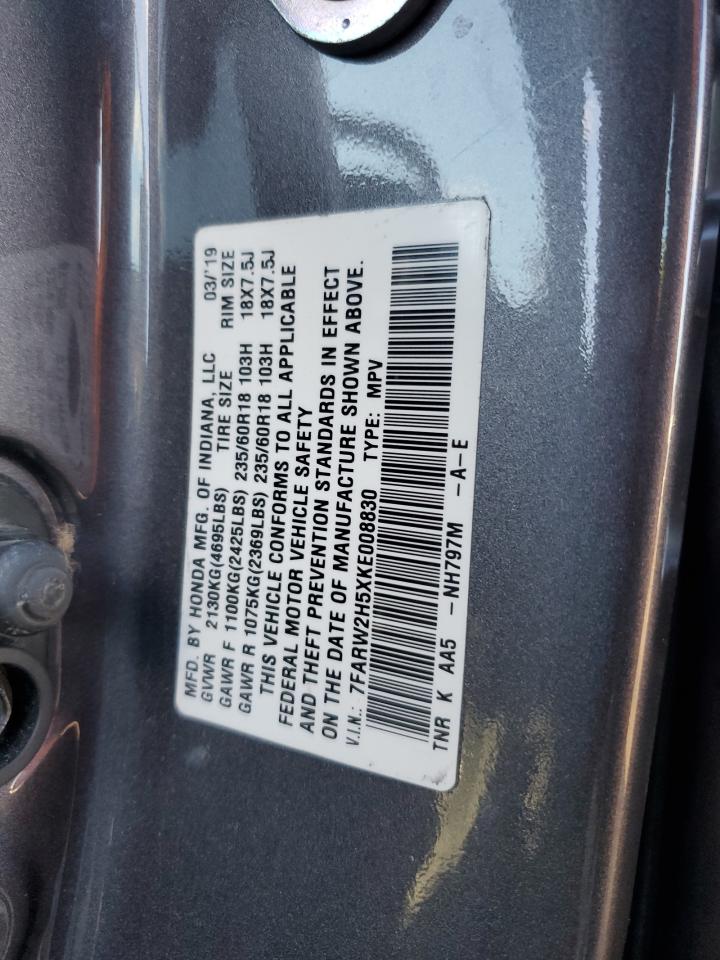 MFD. BY HONDA MFG. OF INDIANA, LLC 03/'19
GVWR 2130KG(4695LBS) TIRE SIZE RIM SIZE
GAWR F 1100KG(2425LBS) 235/60R18 103H 18X7.5J
GAWR R 1075KG(2369LBS) 235/60R18 103H 18X7.5J
THIS VEHICLE CONFORMS TO ALL APPLICABLE
FEDERAL MOTOR VEHICLE SAFETY
AND THEFT PREVENTION STANDARDS IN EFFECT
ON THE DATE OF MANUFACTURE SHOWN ABOVE.
V.I.N.: 7FARW2H5XKE008830 TYPE: MPV
TNR K AA5 -NH797M -A-E